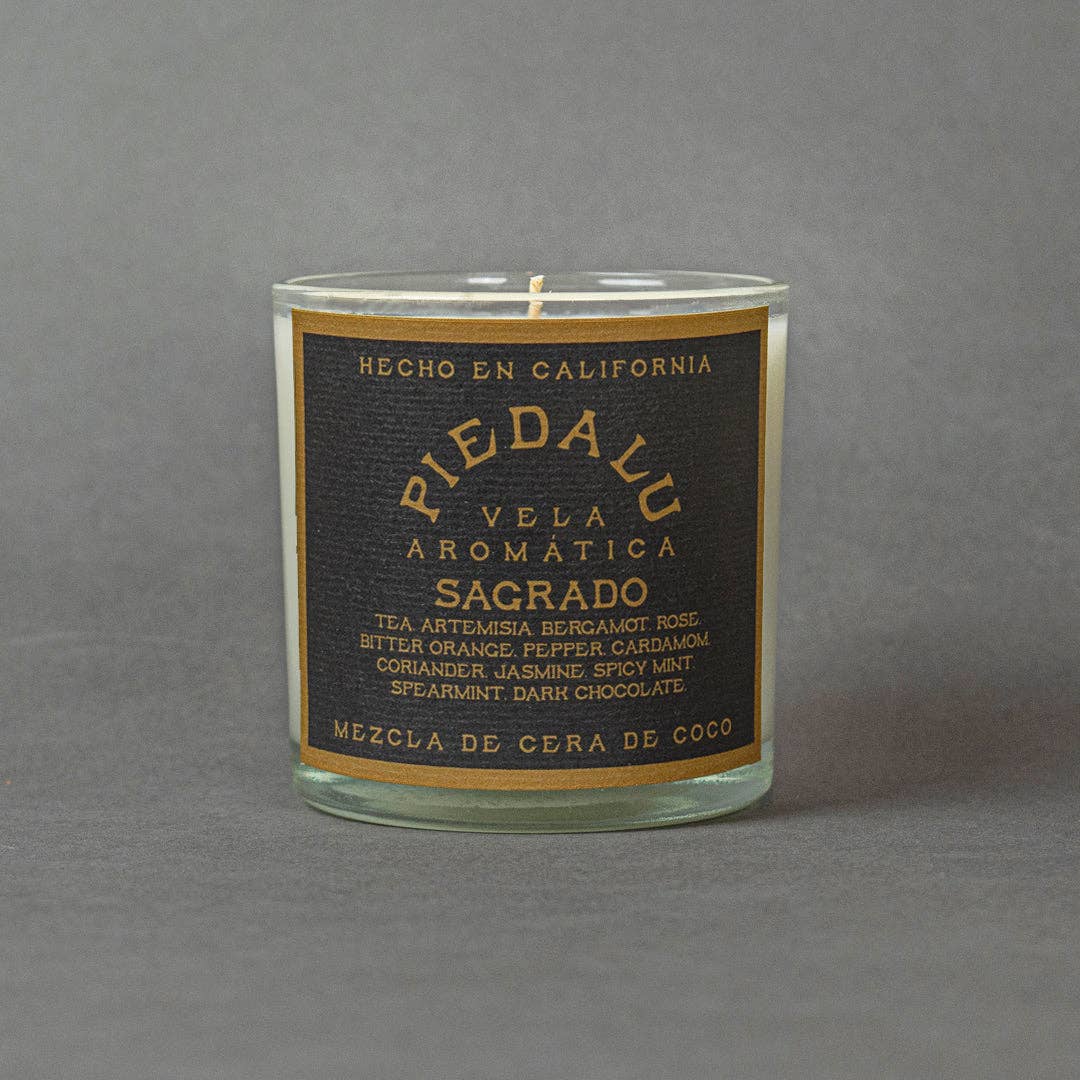 HECHO EN CALIFORNIA
PIEDALU
VELA
AROMÁTICA
SAGRADO
TEA. ARTEMISIA. BERGAMOT. ROSE.
BITTER ORANGE. PEPPER. CARDAMOM.
CORIANDER. JASMINE. SPICY MINT.
SPEARMINT. DARK CHOCOLATE.
MEZCLA DE CERA DE COCO